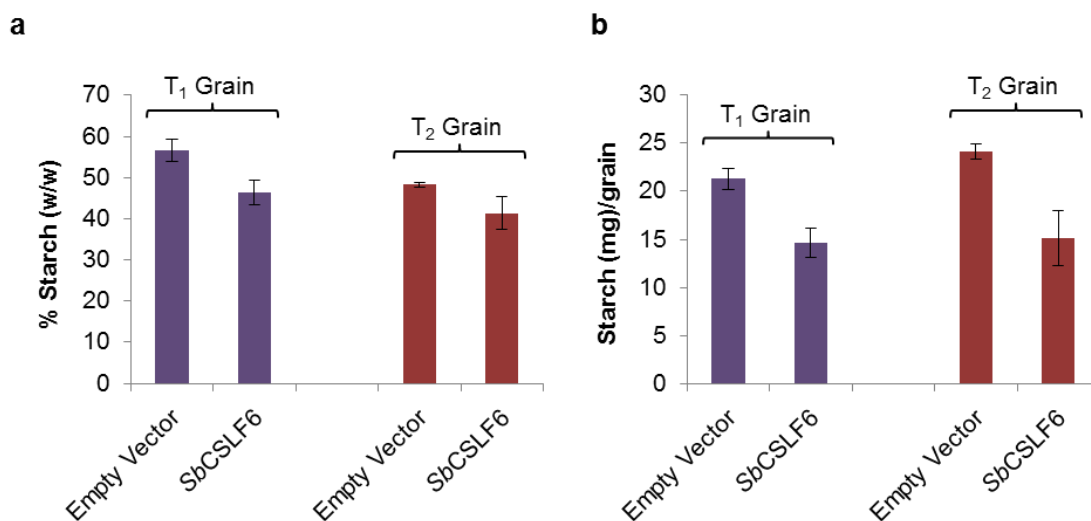 a
T₁ Grain
T₂ Grain
% Starch (w/w)
70
60
50
40
30
20
10
0
Empty Vector
SbCSLF6
Empty Vector
SbCSLF6
b
T₁ Grain
T₂ Grain
Starch (mg)/grain
30
25
20
15
10
5
0
Empty Vector
SbCSLF6
Empty Vector
SbCSLF6